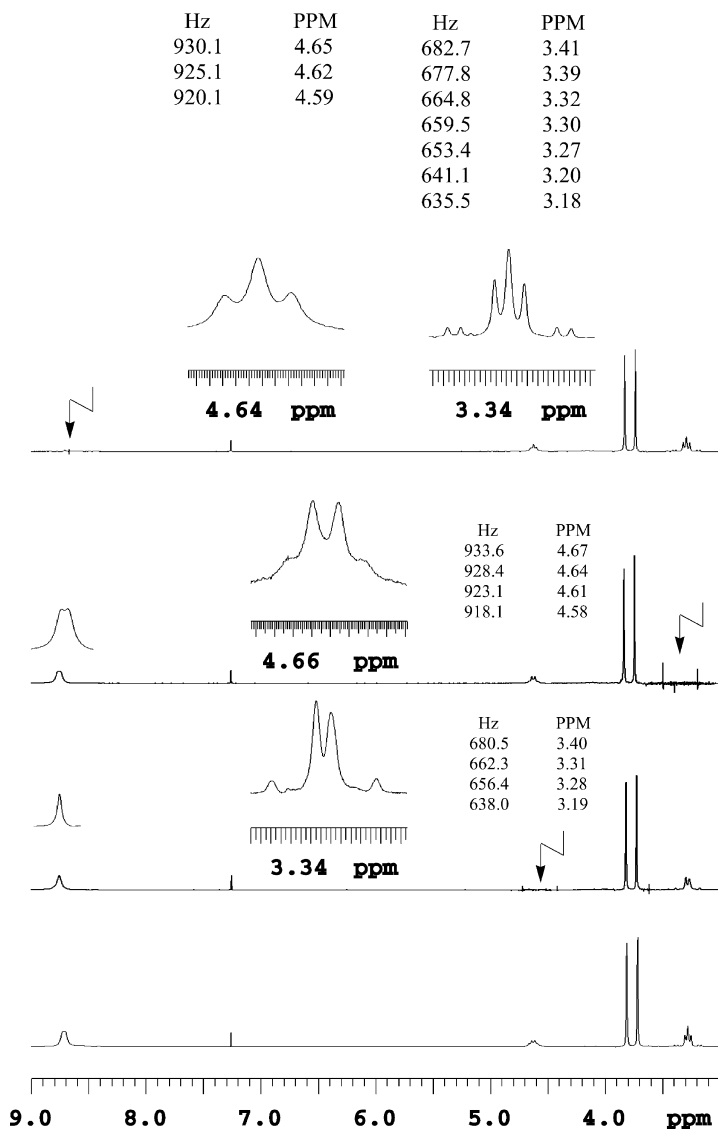 Hz PPM Hz PPM
930.1 4.65 682.7 3.41
925.1 4.62 677.8 3.39
920.1 4.59 664.8 3.32
659.5 3.30
653.4 3.27
641.1 3.20
635.5 3.18
4.64 ppm 3.34 ppm
Hz PPM
933.6 4.67
928.4 4.64
923.1 4.61
918.1 4.58
4.66 ppm
Hz PPM
680.5 3.40
662.3 3.31
656.4 3.28
638.0 3.19
3.34 ppm
9.0 8.0 7.0 6.0 5.0 4.0 ppm